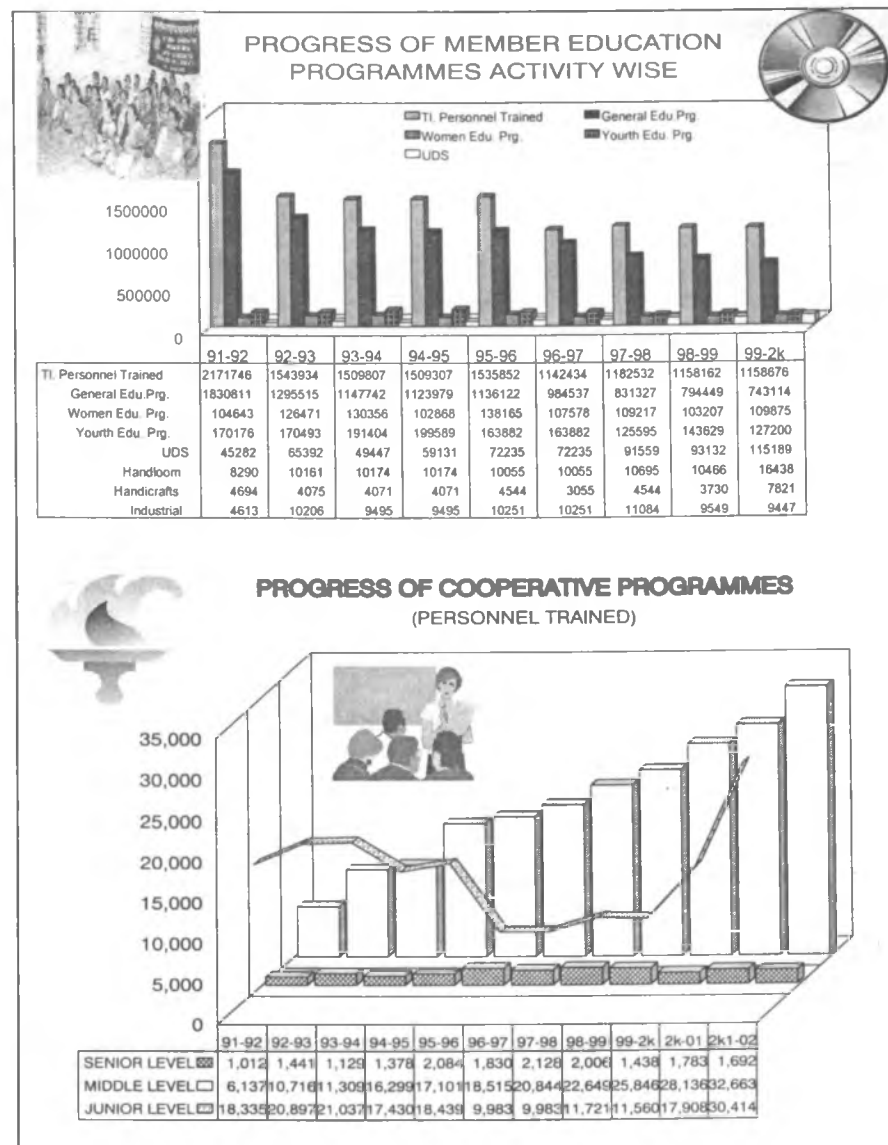 PROGRESS OF MEMBER EDUCATION
PROGRAMMES ACTIVITY WISE
Tl. Personnel Trained General Edu.Prg.
Women Edu. Prg. Yourth Edu. Prg.
UDS
1500000
1000000
500000
0
91-92 92-93 93-94 94-95 95-96 96-97 97-98 98-99 99-2k
Tl. Personnel Trained 2171746 1543934 1509807 1509307 1535852 1142434 1182532 1158162 1158676
General Edu.Prg. 1830811 1295515 1147742 1123979 1136122 984537 831327 794449 743114
Women Edu. Prg. 104643 126471 130356 102868 138165 107578 109217 103207 109875
Yourth Edu. Prg. 170176 170493 191404 199589 163882 163882 125595 143629 127200
UDS 45282 65392 49447 59131 72235 72235 91559 93132 115189
Handloom 8290 10161 10174 10174 10055 10055 10695 10466 16438
Handicrafts 4694 4075 4071 4071 4544 3055 4544 3730 7821
Industrial 4613 10206 9495 9495 10251 10251 11084 9549 9447
PROGRESS OF COOPERATIVE PROGRAMMES
(PERSONNEL TRAINED)
35,000
30,000
25,000
20,000
15,000
10,000
5,000
0
91-92 92-93 93-94 94-95 95-96 96-97 97-98 98-99 99-2k 2k-01 2k1-02
SENIOR LEVEL 1,012 1,441 1,129 1,378 2,084 1,830 2,128 2,006 1,438 1,783 1,692
MIDDLE LEVEL 6,137 10,716 11,309 16,299 17,101 18,515 20,844 22,649 25,846 28,136 32,663
JUNIOR LEVEL 18,335 20,897 21,037 17,430 18,439 9,983 9,983 11,721 11,560 17,908 30,414